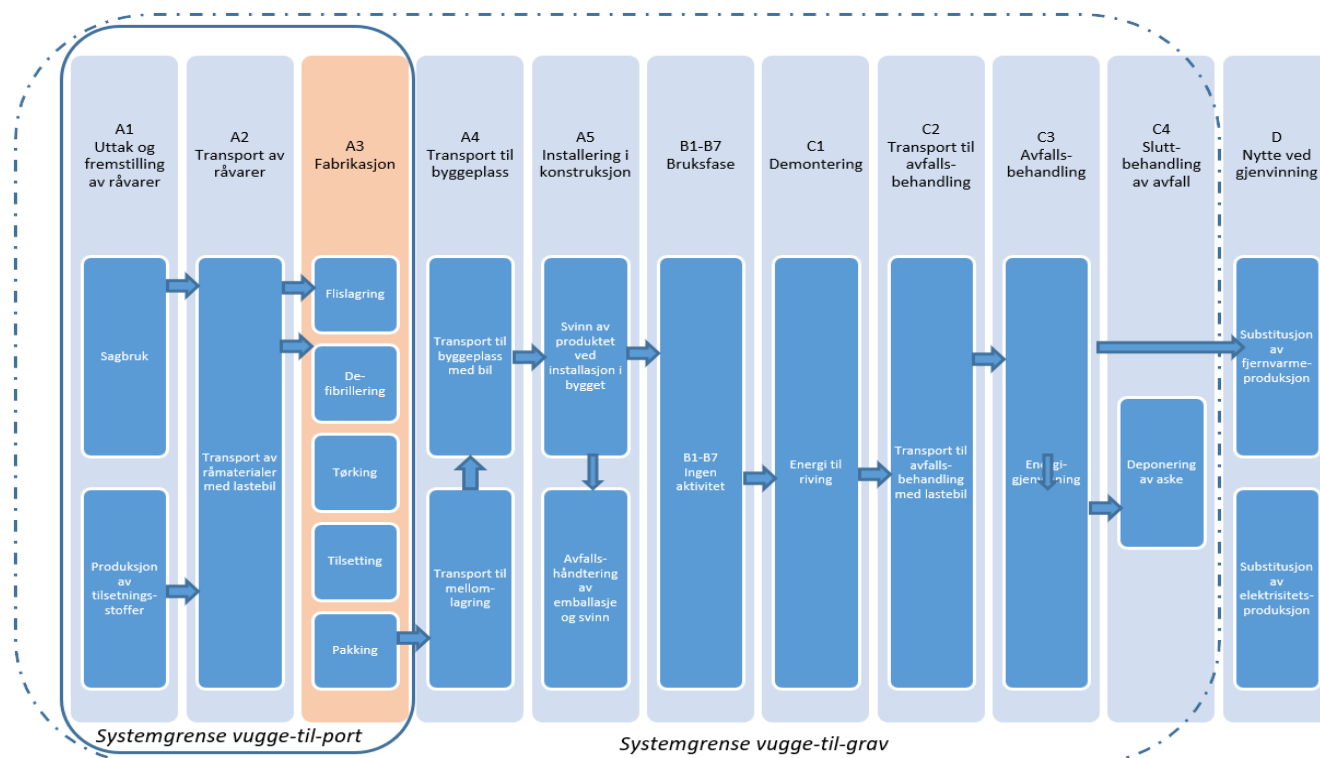 A1
Uttak og
fremstilling
av råvarer
A2
Transport av
råvarer
A3
Fabrikasjon
A4
Transport til
byggeplass
A5
Installering i
konstruksjon
B1-B7
Bruksfase
C1
Demontering
C2
Transport til
avfalls-
behandling
C3
Avfalls-
behandling
C4
Slutt-
behandling
av avfall
D
Nytte ved
gjenvinning
Sagbruk
Produksjon
av
tilsetnings-
stoffer
Transport av
råmaterialer
med lastebil
Flislagring
De-
fibrillering
Tørking
Tilsetting
Pakking
Transport til
byggeplass
med bil
Transport til
mellom-
lagring
Svinn av
produktet ved
installasjon i
bygget
Avfalls-
håndtering
av
emballasje
og svinn
B1-B7
Ingen
aktivitet
Energi til
riving
Transport til
avfalls-
behandling
med lastebil
Energi-
gjenvinning
Deponering
av aske
Substitusjon
av
fjernvarme-
produksjon
Substitusjon
av
elektrisitets-
produksjon
Systemgrense vugge-til-port
Systemgrense vugge-til-grav